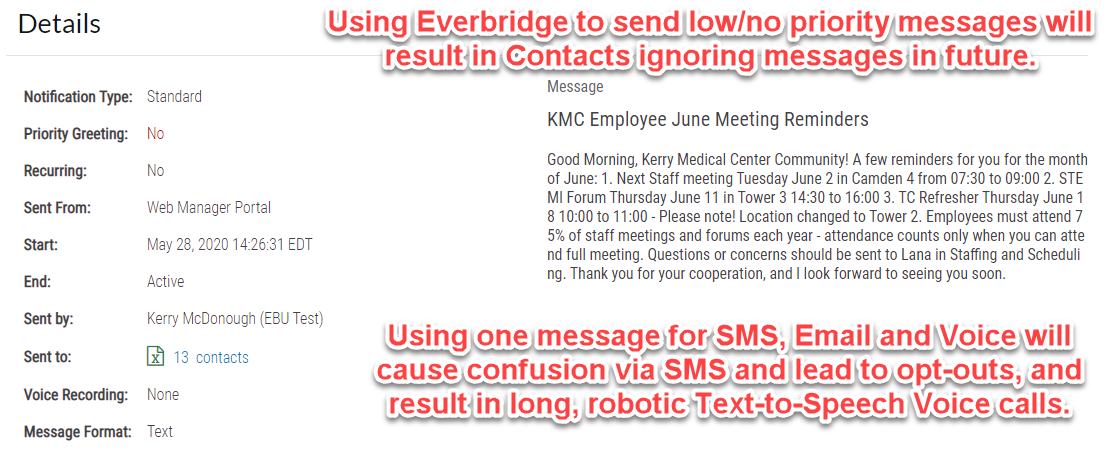 Details
Using Everbridge to send low/no priority messages will
result in Contacts ignoring messages in future.
Notification Type: Standard
Priority Greeting: No
Recurring: No
Sent From: Web Manager Portal
Start: May 28, 2020 14:26:31 EDT
End: Active
Sent by: Kerry McDonough (EBU Test)
Sent to: 13 contacts
Voice Recording: None
Message Format: Text
Message
KMC Employee June Meeting Reminders
Good Morning, Kerry Medical Center Community! A few reminders for you for the month
of June: 1. Next Staff meeting Tuesday June 2 in Camden 4 from 07:30 to 09:00 2. STE
MI Forum Thursday June 11 in Tower 3 14:30 to 16:00 3. TC Refresher Thursday June 1
8 10:00 to 11:00 - Please note! Location changed to Tower 2. Employees must attend 7
5% of staff meetings and forums each year - attendance counts only when you can atte
nd full meeting. Questions or concerns should be sent to Lana in Staffing and Scheduli
ng. Thank you for your cooperation, and I look forward to seeing you soon.
Using one message for SMS, Email and Voice will
cause confusion via SMS and lead to opt-outs, and
result in long, robotic Text-to-Speech Voice calls.